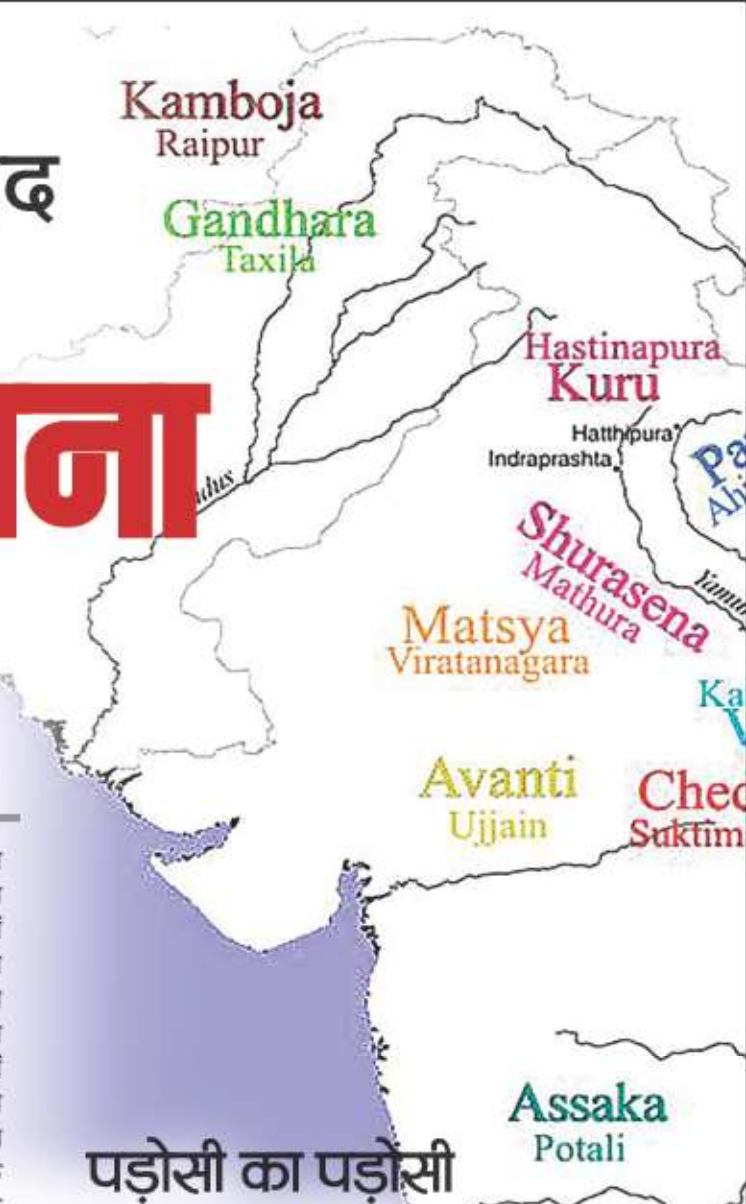 Kamboja
Raipur
Gandhara
Taxila
Hastinapura
Kuru
Hatthipura
Indraprashta
Shurasena
Mathura
Matsya
Viratanagara
Avanti
Ujjain
Assaka
Potali
पड़ोसी का पड़ोसी